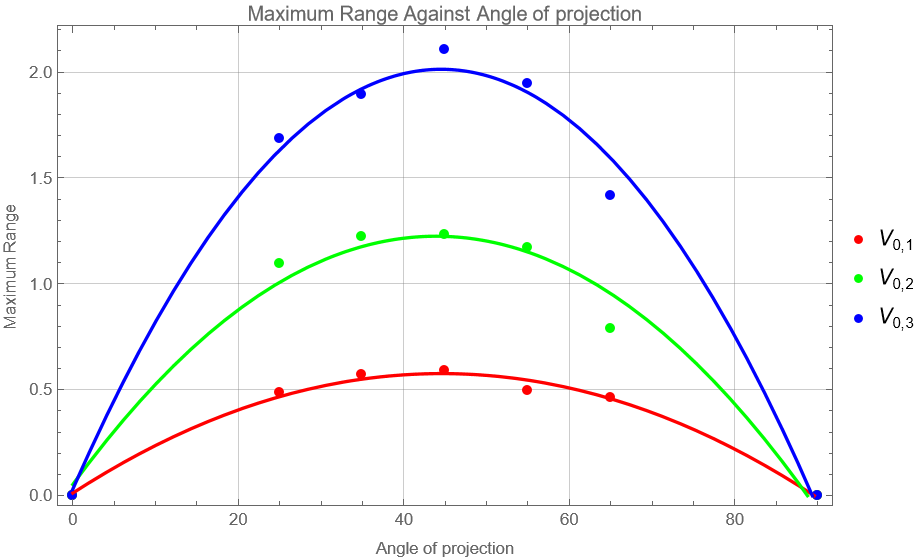 Maximum Range Against Angle of projection
Maximum Range
2.0
1.5
1.0
0.5
0.0
0 20 40 60 80
Angle of projection
V0,1
V0,2
V0,3